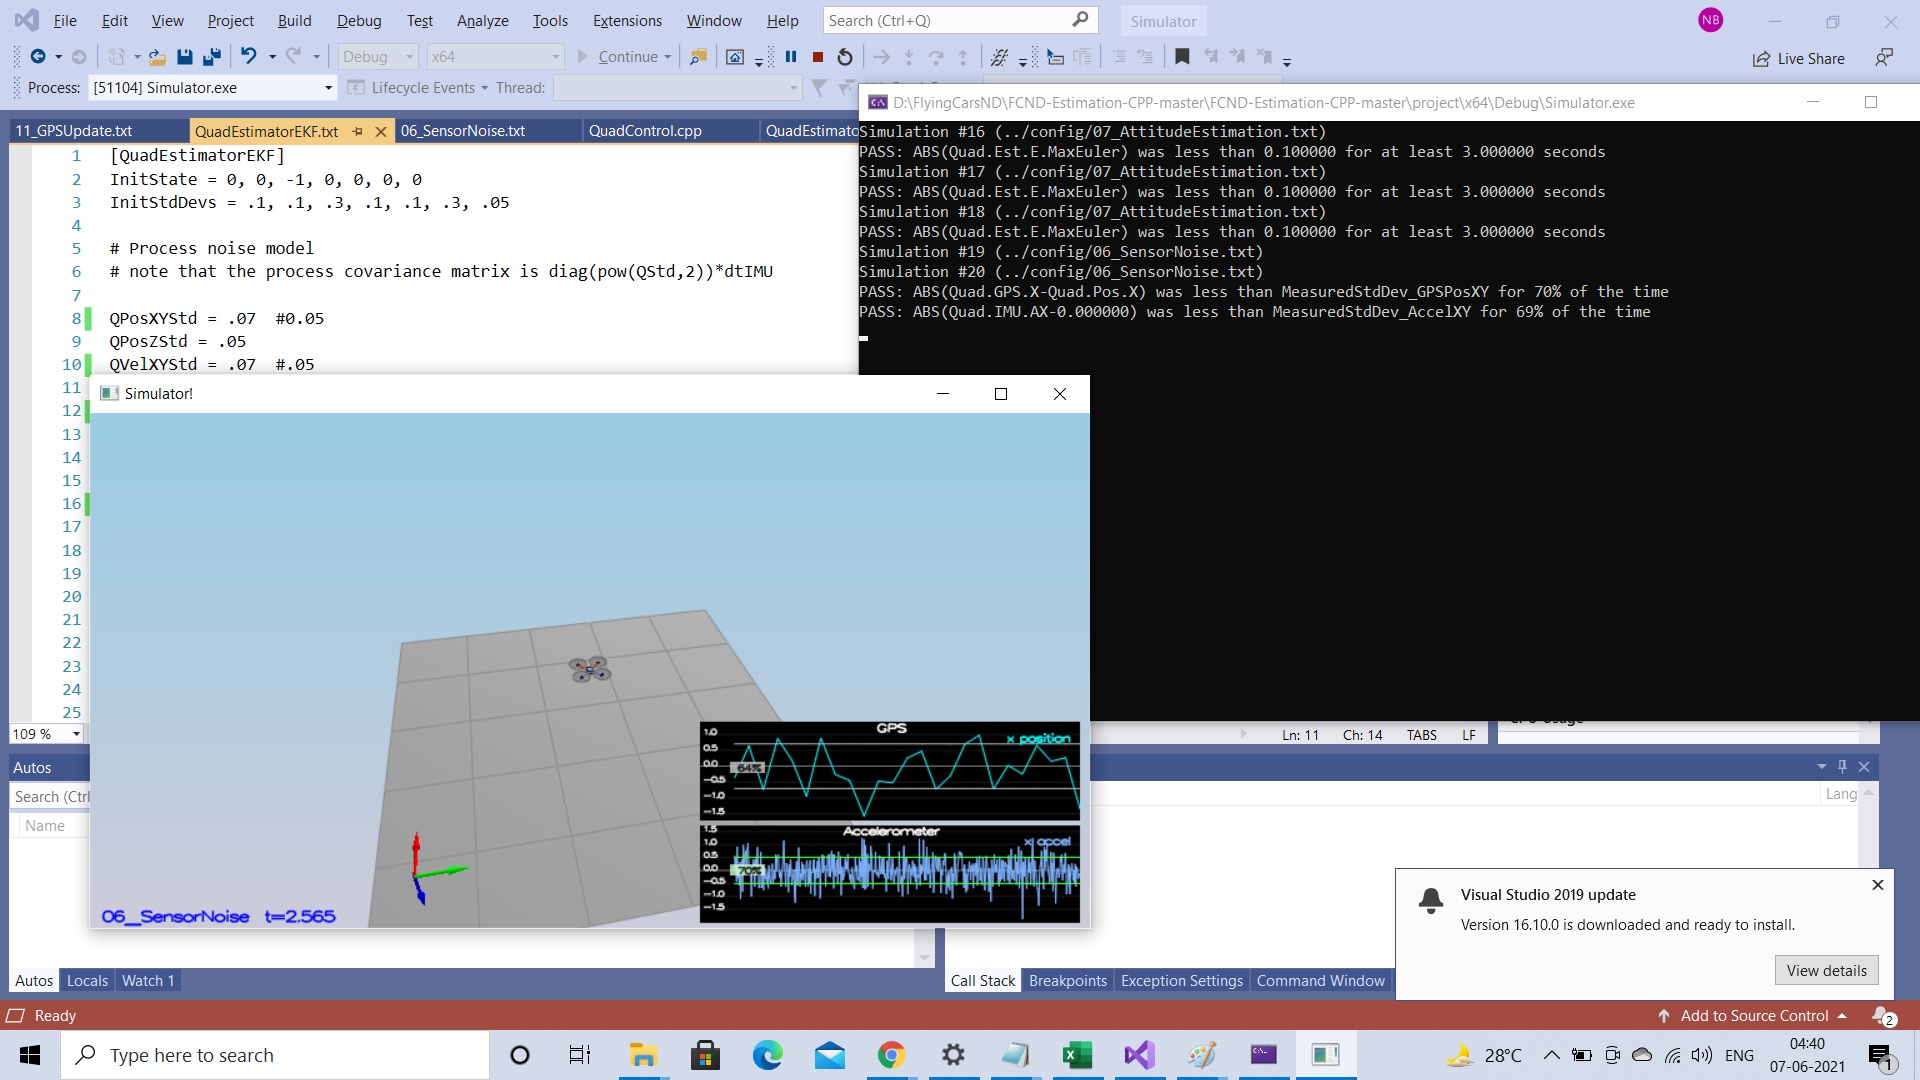 File Edit View Project Build Debug Test Analyze Tools Extensions Window Help Search (Ctrl+Q) Simulator NB
Debug x64 Continue Live Share
Process: [51104] Simulator.exe Lifecycle Events Thread:
D:\FlyingCarsND\FCND-Estimation-CPP-master\FCND-Estimation-CPP-master\project\x64\Debug\Simulator.exe
11_GPSUpdate.txt QuadEstimatorEKF.txt 06_SensorNoise.txt QuadControl.cpp QuadEstimato
1 [QuadEstimatorEKF]
2 InitState = 0, 0, -1, 0, 0, 0, 0
3 InitStdDevs = .1, .1, .3, .1, .1, .3, .05
4
5 # Process noise model
6 # note that the process covariance matrix is diag(pow(QStd,2))*dtIMU
7
8 QPosXYStd = .07 #0.05
9 QPosZStd = .05
10 QVelXYStd = .07 #.05
11
12
13
14
15
16
17
18
19
20
21
22
23
24
25
Simulation #16 (../config/07_AttitudeEstimation.txt)
PASS: ABS(Quad.Est.E.MaxEuler) was less than 0.100000 for at least 3.000000 seconds
Simulation #17 (../config/07_AttitudeEstimation.txt)
PASS: ABS(Quad.Est.E.MaxEuler) was less than 0.100000 for at least 3.000000 seconds
Simulation #18 (../config/07_AttitudeEstimation.txt)
PASS: ABS(Quad.Est.E.MaxEuler) was less than 0.100000 for at least 3.000000 seconds
Simulation #19 (../config/06_SensorNoise.txt)
Simulation #20 (../config/06_SensorNoise.txt)
PASS: ABS(Quad.GPS.X-Quad.Pos.X) was less than MeasuredStdDev_GPSPosXY for 70% of the time
PASS: ABS(Quad.IMU.AX-0.000000) was less than MeasuredStdDev_AccelXY for 69% of the time
Simulator!
GPS
x position
1.0
0.5
0.0
-0.5
-1.0
-1.5
64%
Accelerometer
x accel
1.5
1.0
0.5
0.0
-0.5
-1.0
-1.5
70%
06_SensorNoise t=2.565
109 % Ln: 11 Ch: 14 TABS LF
Autos
Search (Ctrl
Name
Lang
Autos Locals Watch 1
Call Stack Breakpoints Exception Settings Command Window
Visual Studio 2019 update
Version 16.10.0 is downloaded and ready to install.
View details
Ready Add to Source Control 2
Type here to search 28°C ENG 04:40
07-06-2021
1